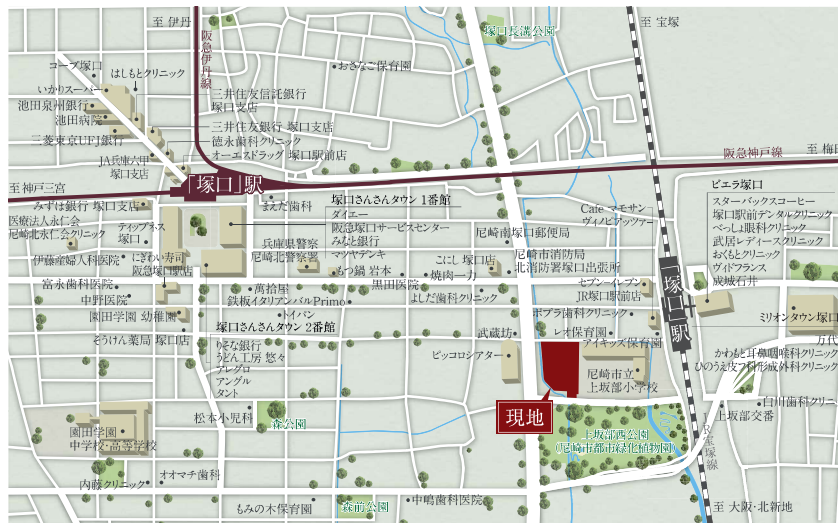 至 伊丹
阪急伊丹線
塚口長溝公園
至 宝塚
コープ塚口
はしもとクリニック
おさなご保育園
いかりスーパー
三井住友信託銀行
塚口支店
池田泉州銀行
池田病院
三井住友銀行 塚口支店
三菱東京UFJ銀行
徳永歯科クリニック
オーエスドラッグ 塚口駅前店
JA兵庫六甲
塚口支店
阪急神戸線
至 梅田
至 神戸三宮
「塚口」駅
ピエラ塚口
みずほ銀行 塚口支店
まえだ歯科
塚口さんさんタウン 1番館
ダイエー
阪急塚口サービスセンター
みなと銀行
マツヤデンキ
Cafe マモサン
ヴィノピアッツァー
スターバックスコーヒー
塚口駅前デンタルクリニック
べっしょ眼科クリニック
武居レディースクリニック
おくもとクリニック
ヴィドフランス
成城石井
医療法人永仁会
尼崎北永仁会クリニック
ティップネス
塚口
兵庫県警察
尼崎北警察署
尼崎南塚口郵便局
伊藤産婦人科医院
にぎわい寿司
阪急塚口駅店
もつ鍋 岩本
こにし 塚口店
焼肉一力
尼崎市消防局
北消防署塚口出張所
「塚口」駅
富永歯科医院
中野医院
萬拾屋
黒田医院
よしだ歯科クリニック
セブン-イレブン
JR塚口駅前店
鉄板イタリアンバルPrimo
園田学園 幼稚園
トイバン
ポプラ歯科クリニック
ミリオンタウン塚口
そうけん薬局 塚口店
塚口さんさんタウン 2番館
りそな銀行
うどん工房 悠々
アレグロ
アングル
タント
武蔵坊
レオ保育園
アイキッズ保育園
万代
ピッコロシアター
かわもと耳鼻咽喉科クリニック
ひのうえ皮フ科形成外科クリニック
尼崎市立
上坂部小学校
現地
白川歯科クリニ
上坂部交番
松本小児科
森公園
上坂部西公園
(尼崎市都市緑化植物園)
JR宝塚線
園田学園
中学校・高等学校
内藤クリニック
オオマチ歯科
もみの木保育園
森前公園
中嶋歯科医院
至 大阪・北新地